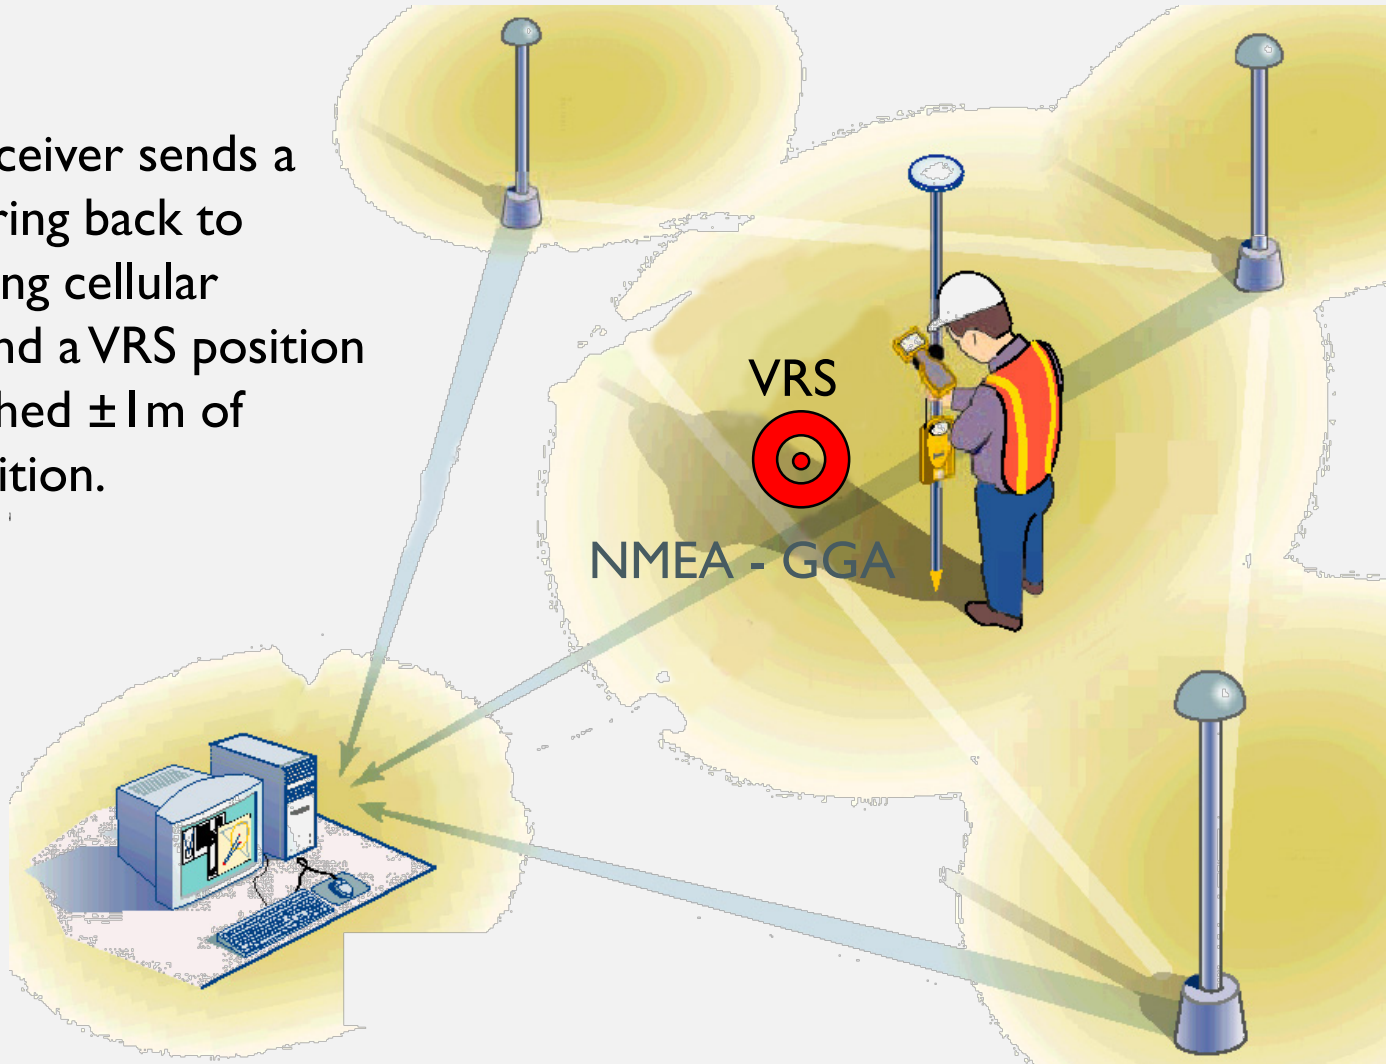 ceiver sends a
ring back to
ng cellular
nd a VRS position
hed ±1m of
ition.
VRS
NMEA - GGA